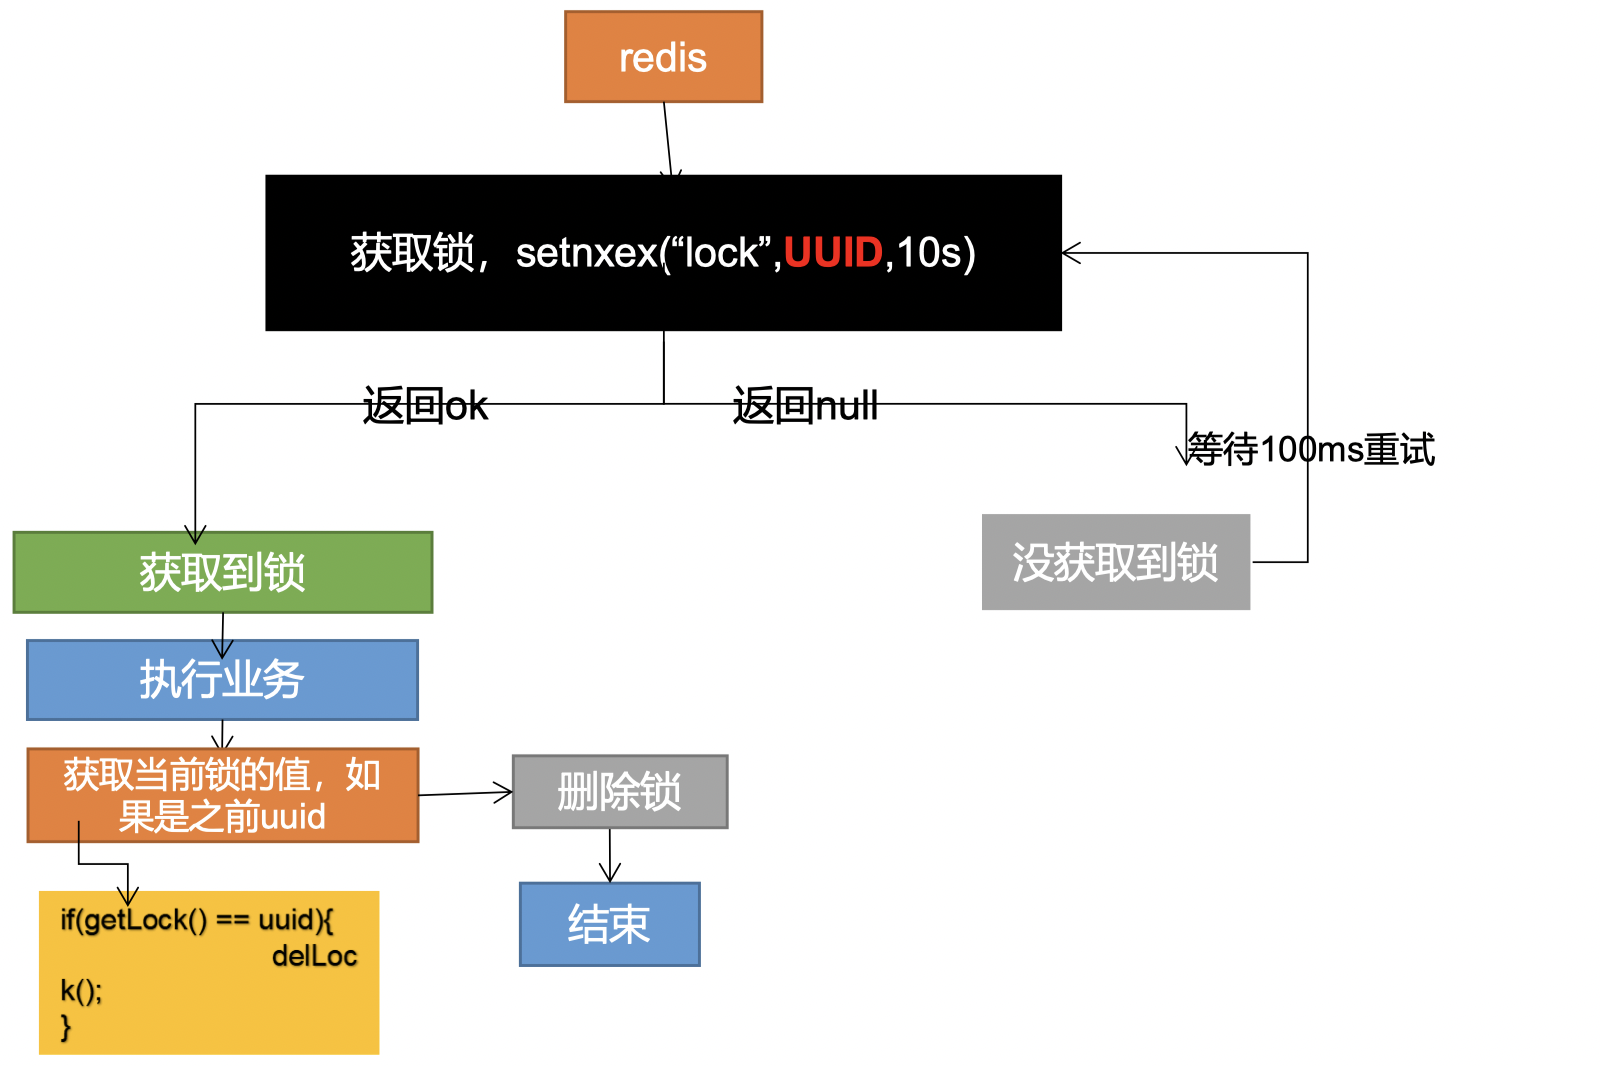 redis
获取锁，setnxex(“lock”,UUID,10s)
返回ok
返回null
等待100ms重试
获取到锁
没获取到锁
执行业务
获取当前锁的值，如
果是之前uuid
删除锁
if(getLock() == uuid){
delLoc
k();
}
结束